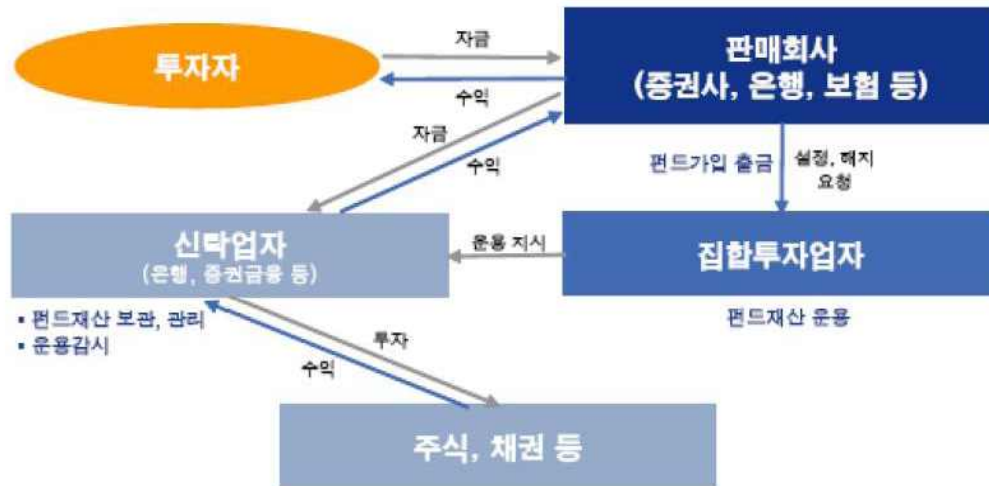 투자자
자금
수익
판매회사
(증권사, 은행, 보험 등)
자금
수익
펀드가입 출금
설정, 해지
요청
신탁업자
(은행, 증권금융 등)
운용 지시
집합투자업자
▪ 펀드재산 보관, 관리
▪ 운용감시
펀드재산 운용
투자
수익
주식, 채권 등